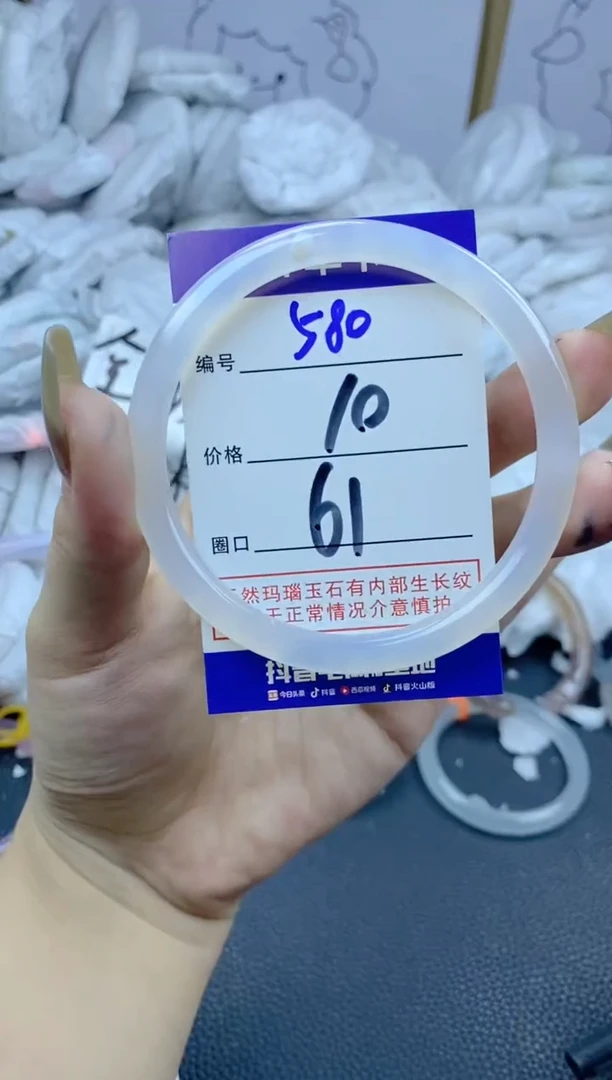 580
编号
10
价格
61
圈口
然玛瑙玉石有内部生长纹
正常情况介意慎拍
今日头条 抖音 西瓜视频 抖音火山版